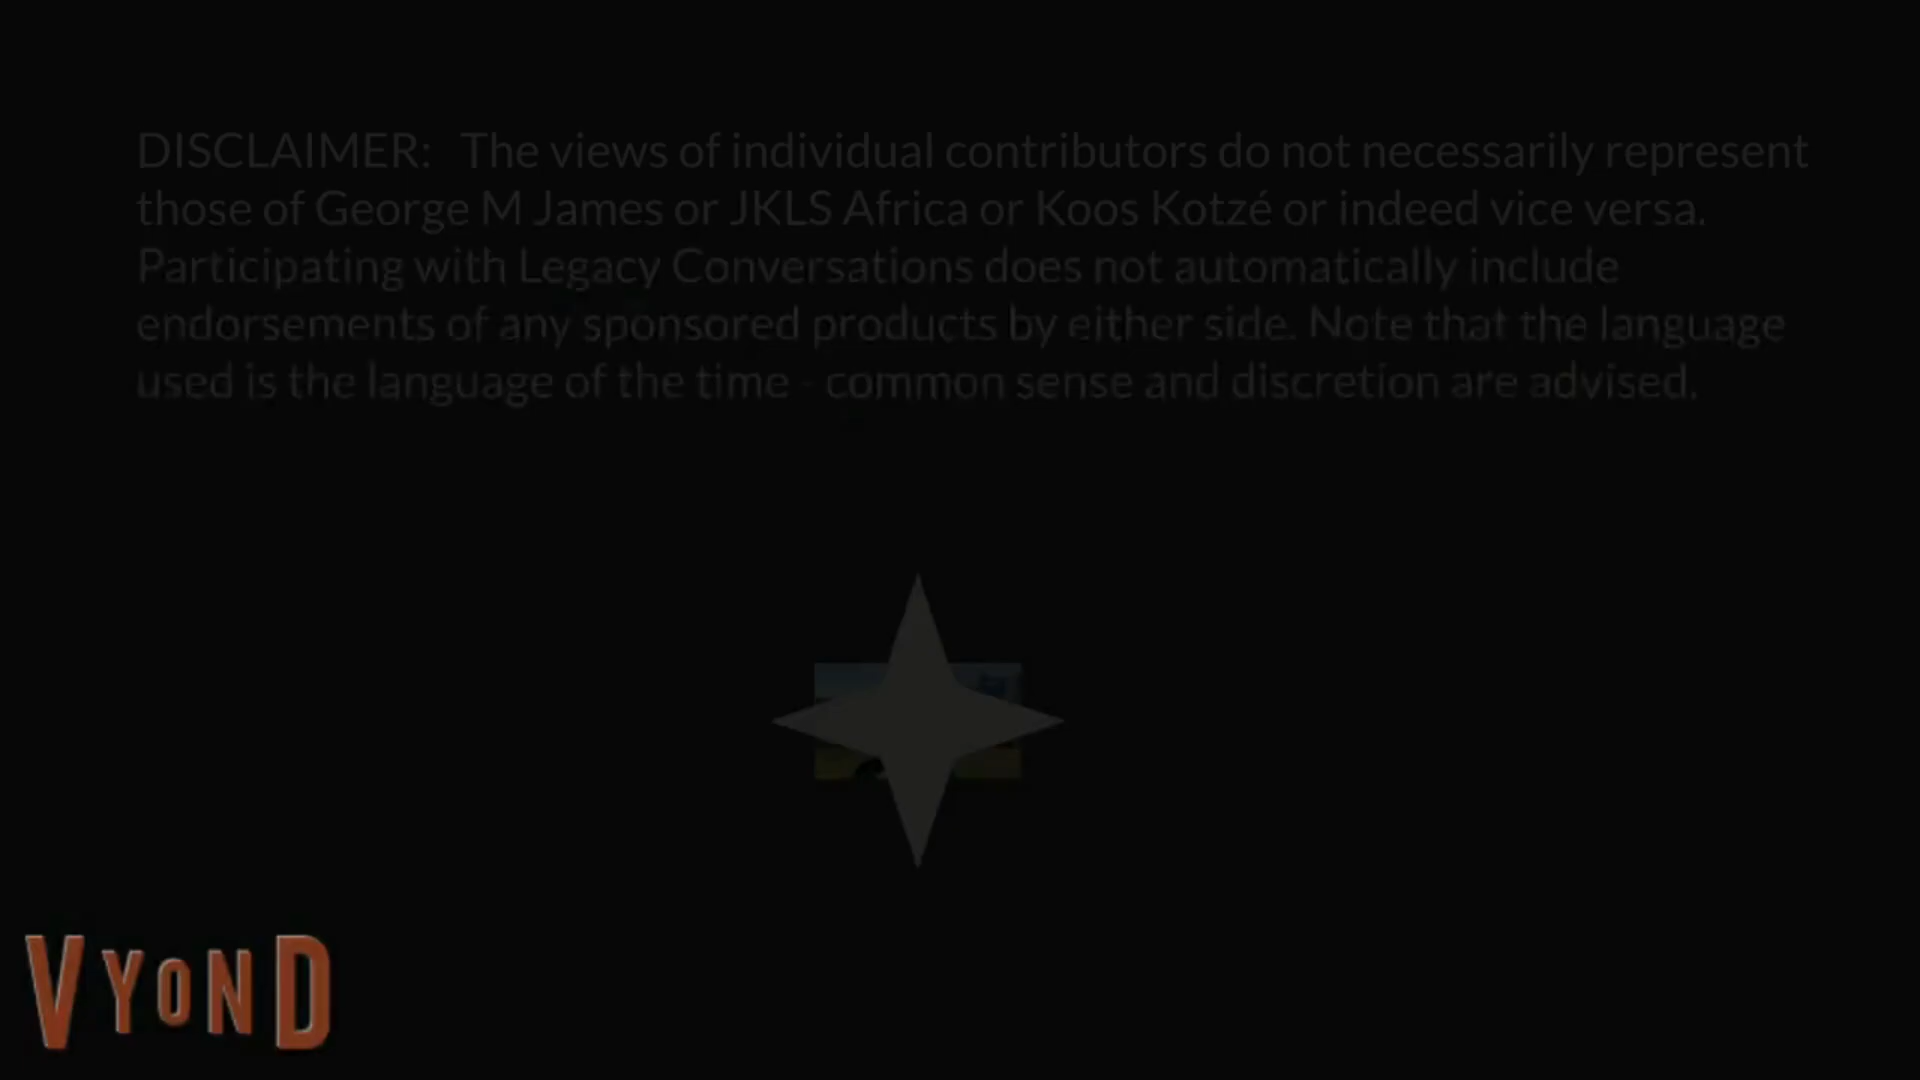 DISCLAIMER: The views of individual contributors do not necessarily represent
those of George M James or JKLS Africa or Koos Kotzé or indeed vice versa.
Participating with Legacy Conversations does not automatically include
endorsements of any sponsored products by either side. Note that the language
used is the language of the time - common sense and discretion are advised.
VYOND